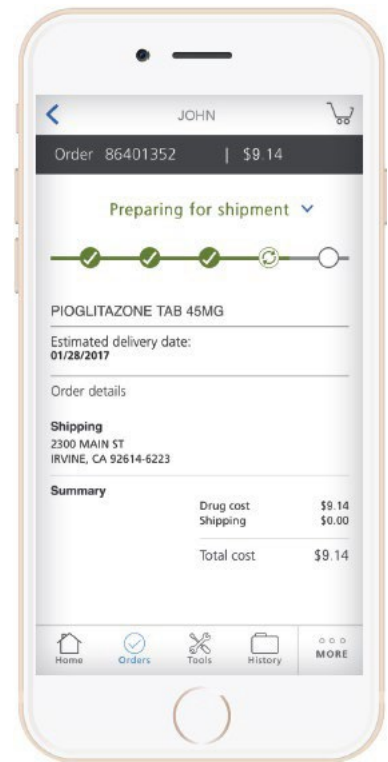 JOHN
Order 86401352 | $9.14
Preparing for shipment
PIOGLITAZONE TAB 45MG
Estimated delivery date:
01/28/2017
Order details
Shipping
2300 MAIN ST
IRVINE, CA 92614-6223
Summary
Drug cost $9.14
Shipping $0.00
Total cost $9.14
Home Orders Tools History MORE